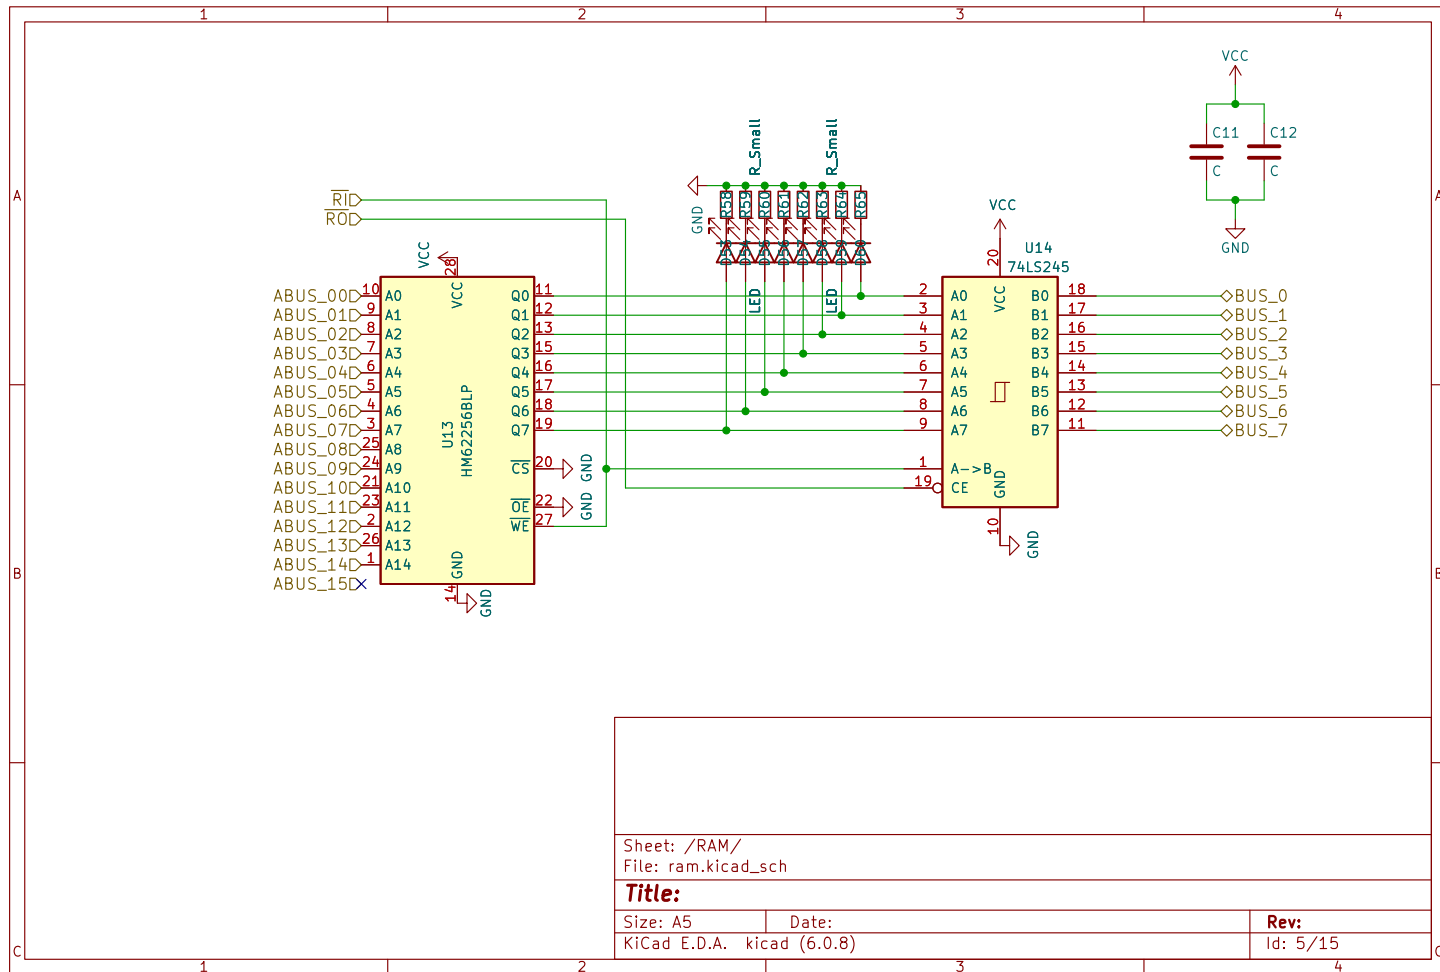 1 2 3 4
A
B
C
VCC
C11 C12
C C
GND
R_Small R_Small
R̅I̅
R̅O̅
GND
R58 R59 R60 R61 R62 R63 R64 R65
LED LED
VCC
28
VCC
ABUS_00 10 A0
ABUS_01 9 A1
ABUS_02 8 A2
ABUS_03 7 A3
ABUS_04 6 A4
ABUS_05 5 A5
ABUS_06 4 A6
ABUS_07 3 A7
ABUS_08 25 A8
ABUS_09 24 A9
ABUS_10 21 A10
ABUS_11 23 A11
ABUS_12 2 A12
ABUS_13 26 A13
ABUS_14 1 A14
ABUS_15
U13
HM62256BLP
Q0 11
Q1 12
Q2 13
Q3 15
Q4 16
Q5 17
Q6 18
Q7 19
C̅S̅ 20 GND
O̅E̅ 22 GND
W̅E̅ 27
GND
14
GND
VCC
20
U14
74LS245
VCC
2 A0 B0 18 BUS_0
3 A1 B1 17 BUS_1
4 A2 B2 16 BUS_2
5 A3 B3 15 BUS_3
6 A4 B4 14 BUS_4
7 A5 B5 13 BUS_5
8 A6 B6 12 BUS_6
9 A7 B7 11 BUS_7
1 A->B
19 CE
GND
10
GND
Sheet: /RAM/
File: ram.kicad_sch
Title:
Size: A5 Date: Rev:
KiCad E.D.A. kicad (6.0.8) Id: 5/15
1 2 3 4